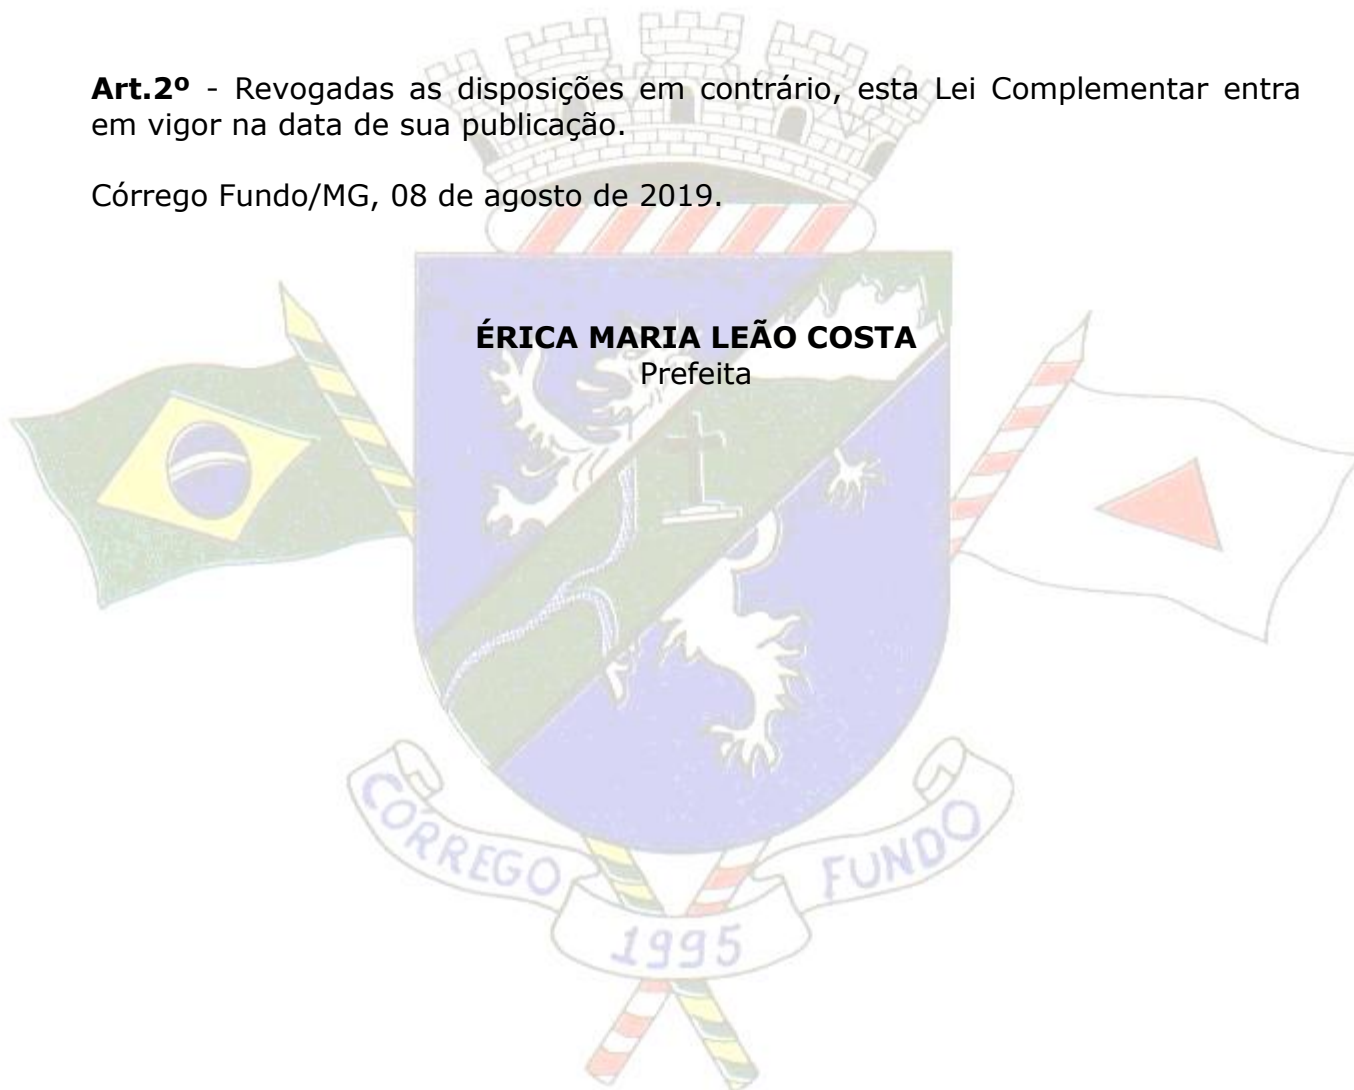 Art.2º - Revogadas as disposições em contrário, esta Lei Complementar entra
em vigor na data de sua publicação.
Córrego Fundo/MG, 08 de agosto de 2019.
ÉRICA MARIA LEÃO COSTA
Prefeita
CÓRREGO FUNDO
1995